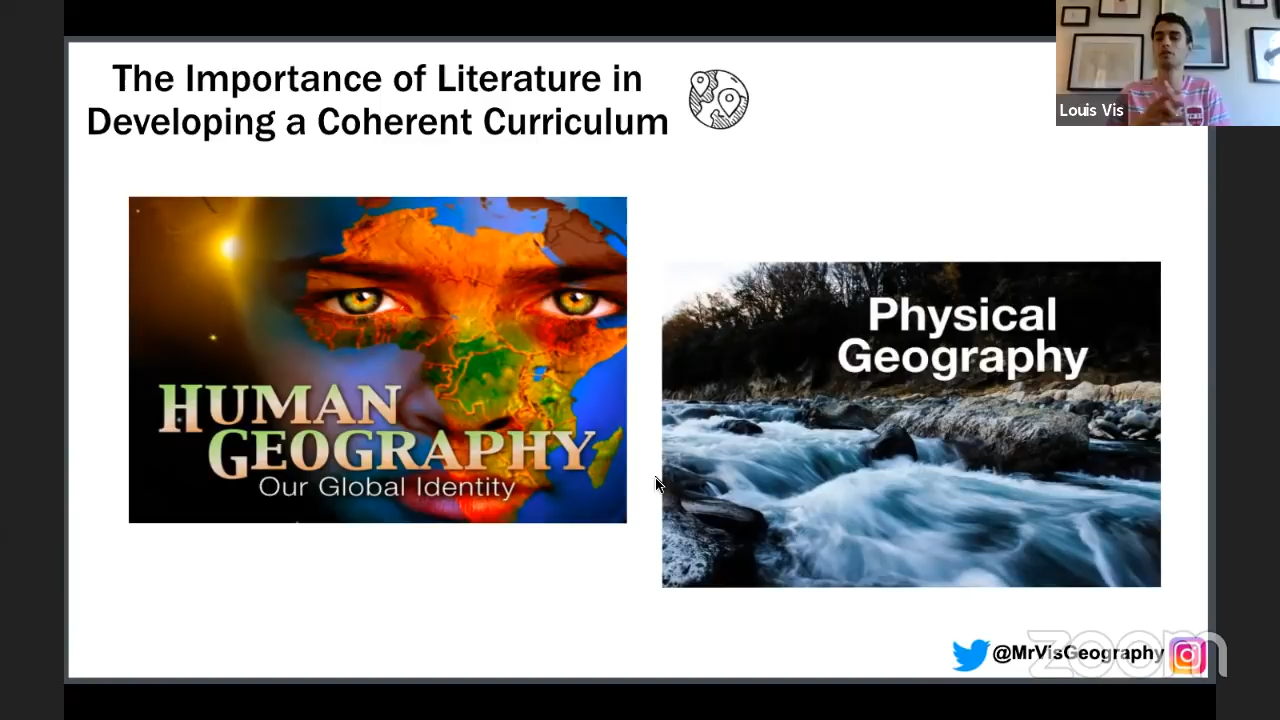 The Importance of Literature in
Developing a Coherent Curriculum
Louis Vis
HUMAN
GEOGRAPHY
Our Global Identity
Physical
Geography
@MrVisGeography
zoom